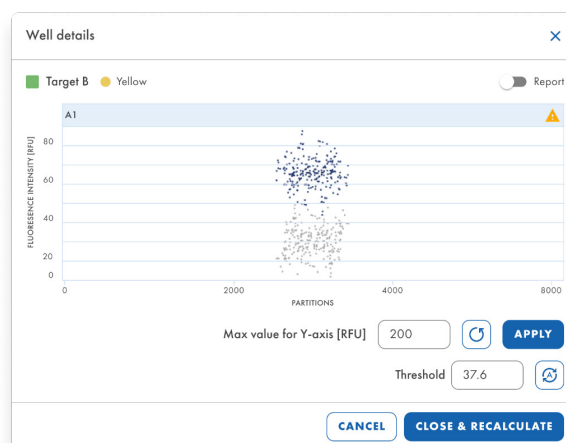 Well details
Target B Yellow Report
A1
FLUORESENCE INTENSITY [RFU]
80
60
40
20
0
0 2000 4000 8000
PARTITIONS
Max value for Y-axis [RFU] 200 APPLY
Threshold 37.6 A
CANCEL CLOSE & RECALCULATE